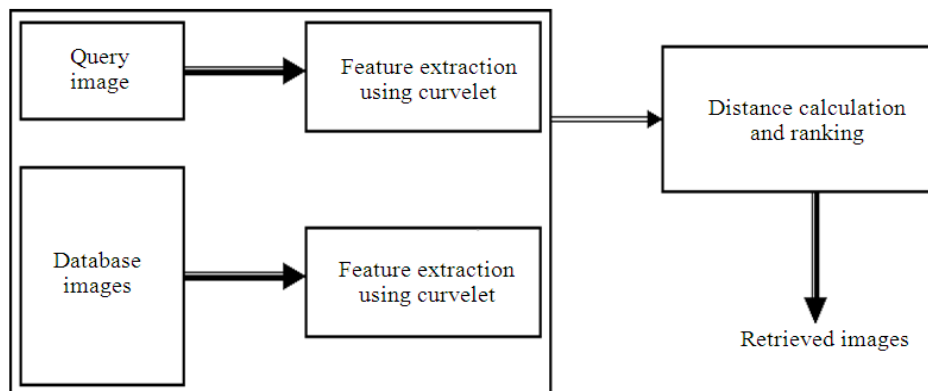 Query
image
Feature extraction
using curvelet
Distance calculation
and ranking
Database
images
Feature extraction
using curvelet
Retrieved images